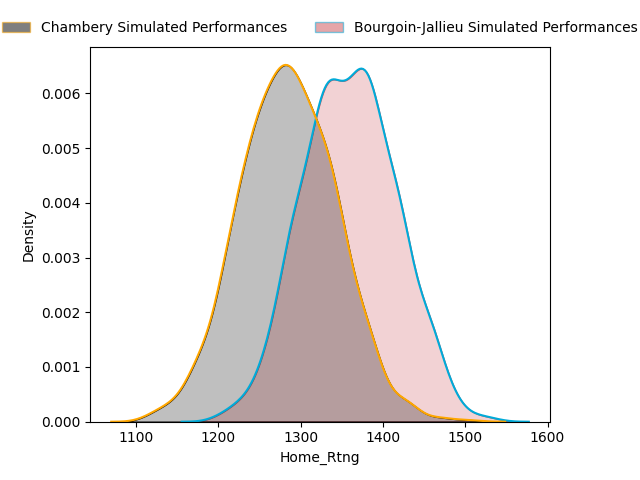 Chambery Simulated Performances Bourgoin-Jallieu Simulated Performances
0.006
0.005
0.004
0.003
0.002
0.001
0.000
Density
1100 1200 1300 1400 1500 1600
Home_Rtng